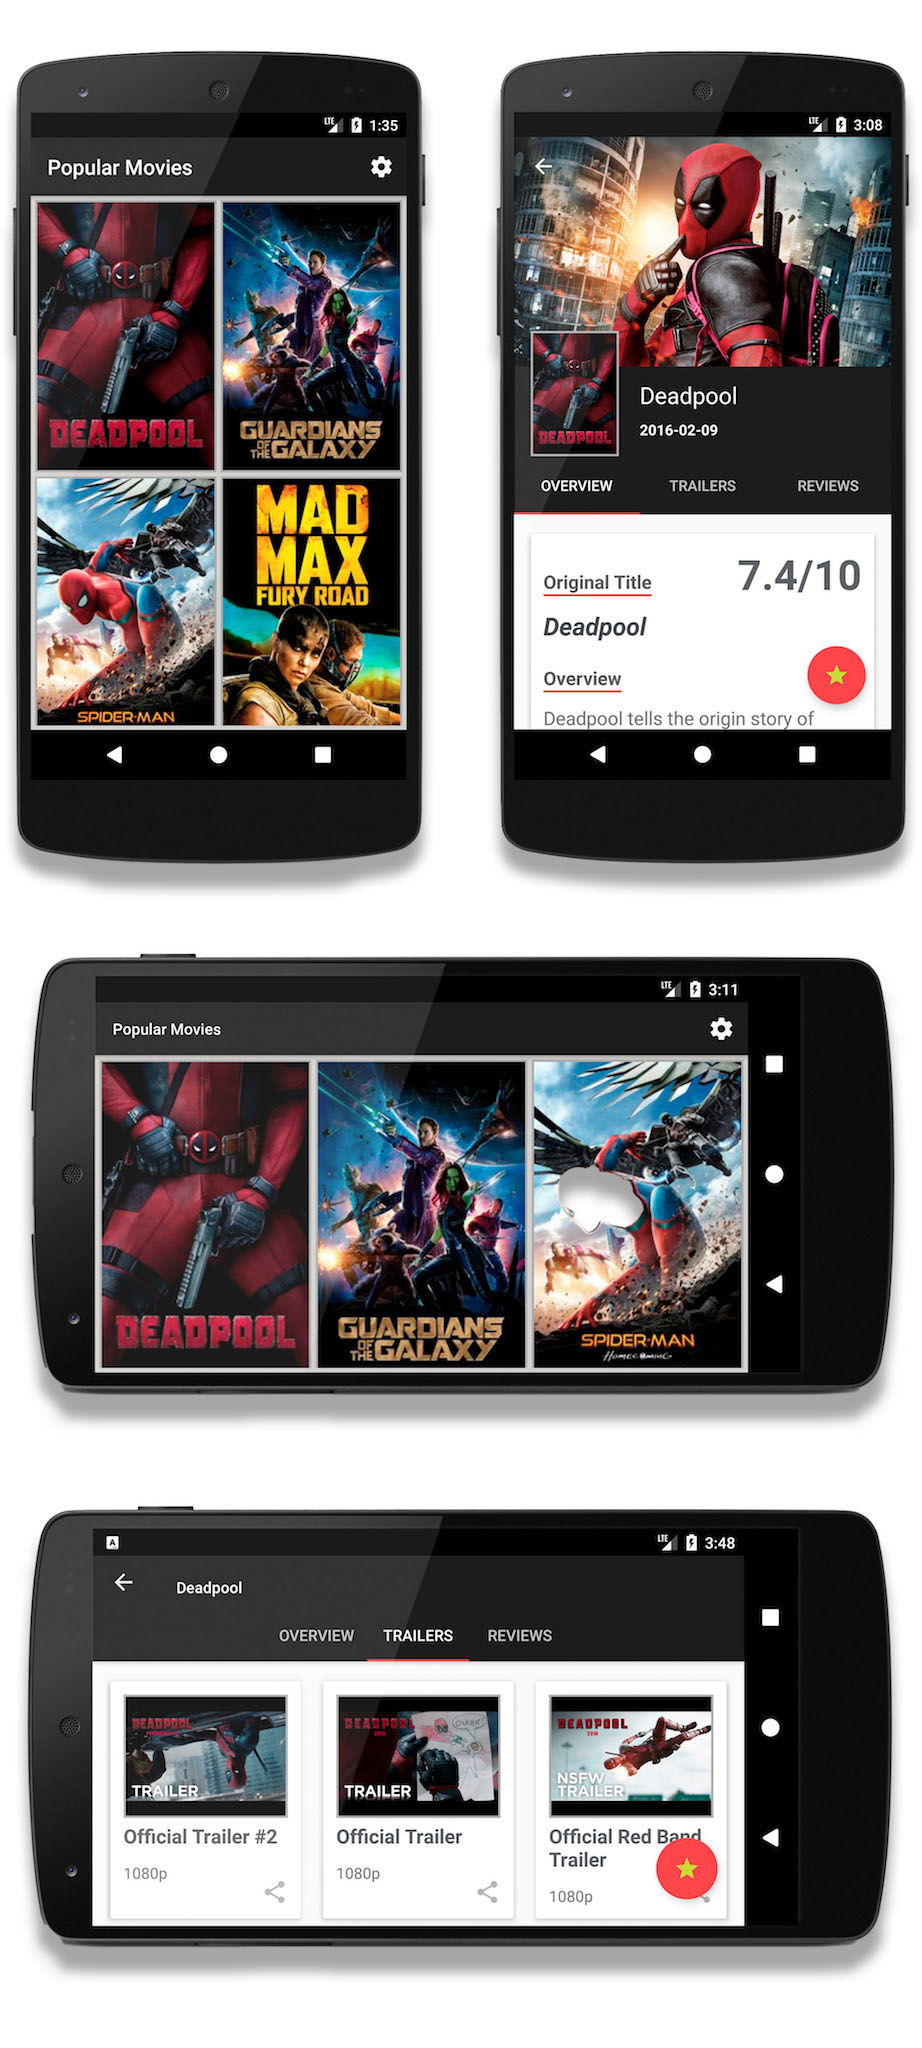 LTE 1:35
Popular Movies
DEADPOOL
GUARDIANS
OF THE GALAXY
SPIDER-MAN
MAD
MAX
FURY ROAD
LTE 3:08
DEADPOOL
Deadpool
2016-02-09
OVERVIEW TRAILERS REVIEWS
Original Title 7.4/10
Deadpool
Overview
Deadpool tells the origin story of
LTE 3:11
Popular Movies
DEADPOOL
GUARDIANS
OF THE GALAXY
SPIDER-MAN
HOMECOMING
A LTE 3:48
Deadpool
OVERVIEW TRAILERS REVIEWS
DEADPOOL
TRAILER
Official Trailer #2
1080p
DEADPOOL
TRAILER
Official Trailer
1080p
DEADPOOL
NSFW
TRAILER
Official Red Band
Trailer
1080p